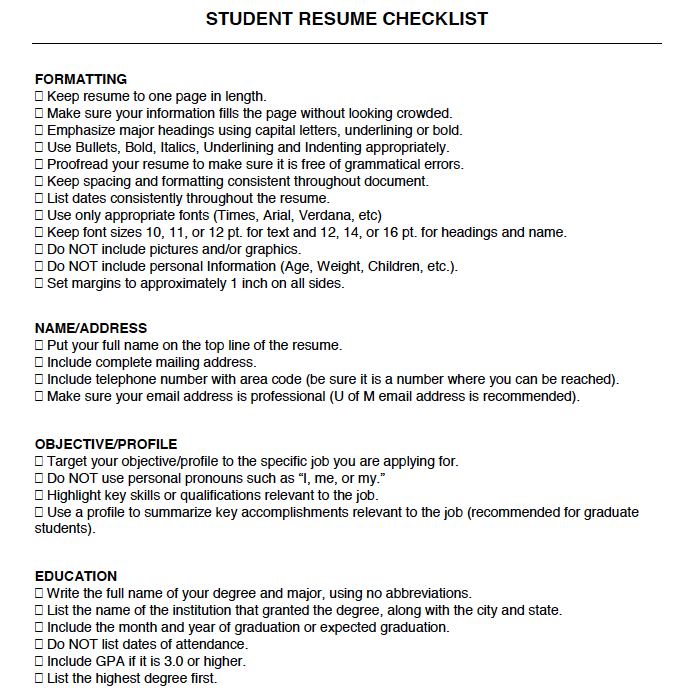 STUDENT RESUME CHECKLIST
FORMATTING
☐ Keep resume to one page in length.
☐ Make sure your information fills the page without looking crowded.
☐ Emphasize major headings using capital letters, underlining or bold.
☐ Use Bullets, Bold, Italics, Underlining and Indenting appropriately.
☐ Proofread your resume to make sure it is free of grammatical errors.
☐ Keep spacing and formatting consistent throughout document.
☐ List dates consistently throughout the resume.
☐ Use only appropriate fonts (Times, Arial, Verdana, etc)
☐ Keep font sizes 10, 11, or 12 pt. for text and 12, 14, or 16 pt. for headings and name.
☐ Do NOT include pictures and/or graphics.
☐ Do NOT include personal Information (Age, Weight, Children, etc.).
☐ Set margins to approximately 1 inch on all sides.
NAME/ADDRESS
☐ Put your full name on the top line of the resume.
☐ Include complete mailing address.
☐ Include telephone number with area code (be sure it is a number where you can be reached).
☐ Make sure your email address is professional (U of M email address is recommended).
OBJECTIVE/PROFILE
☐ Target your objective/profile to the specific job you are applying for.
☐ Do NOT use personal pronouns such as “I, me, or my.”
☐ Highlight key skills or qualifications relevant to the job.
☐ Use a profile to summarize key accomplishments relevant to the job (recommended for graduate
students).
EDUCATION
☐ Write the full name of your degree and major, using no abbreviations.
☐ List the name of the institution that granted the degree, along with the city and state.
☐ Include the month and year of graduation or expected graduation.
☐ Do NOT list dates of attendance.
☐ Include GPA if it is 3.0 or higher.
☐ List the highest degree first.